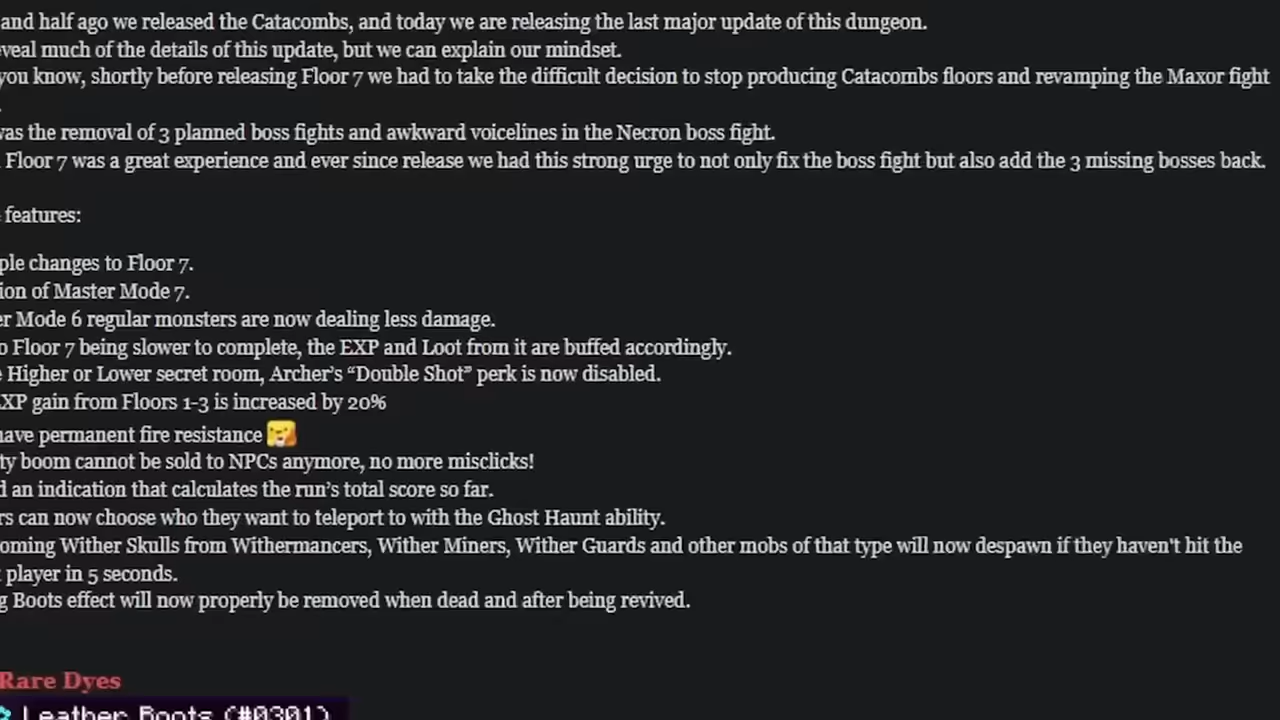 and half ago we released the Catacombs, and today we are releasing the last major update of this dungeon.
eveal much of the details of this update, but we can explain our mindset.
you know, shortly before releasing Floor 7 we had to take the difficult decision to stop producing Catacombs floors and revamping the Maxor fight
.
was the removal of 3 planned boss fights and awkward voicelines in the Necron boss fight.
Floor 7 was a great experience and ever since release we had this strong urge to not only fix the boss fight but also add the 3 missing bosses back.
features:
ple changes to Floor 7.
ion of Master Mode 7.
er Mode 6 regular monsters are now dealing less damage.
o Floor 7 being slower to complete, the EXP and Loot from it are buffed accordingly.
e Higher or Lower secret room, Archer's “Double Shot” perk is now disabled.
EXP gain from Floors 1-3 is increased by 20%
have permanent fire resistance
ty boom cannot be sold to NPCs anymore, no more misclicks!
d an indication that calculates the run's total score so far.
rs can now choose who they want to teleport to with the Ghost Haunt ability.
oming Wither Skulls from Withermancers, Wither Miners, Wither Guards and other mobs of that type will now despawn if they haven't hit the
player in 5 seconds.
g Boots effect will now properly be removed when dead and after being revived.
Rare Dyes
Leather Boots (#0301)